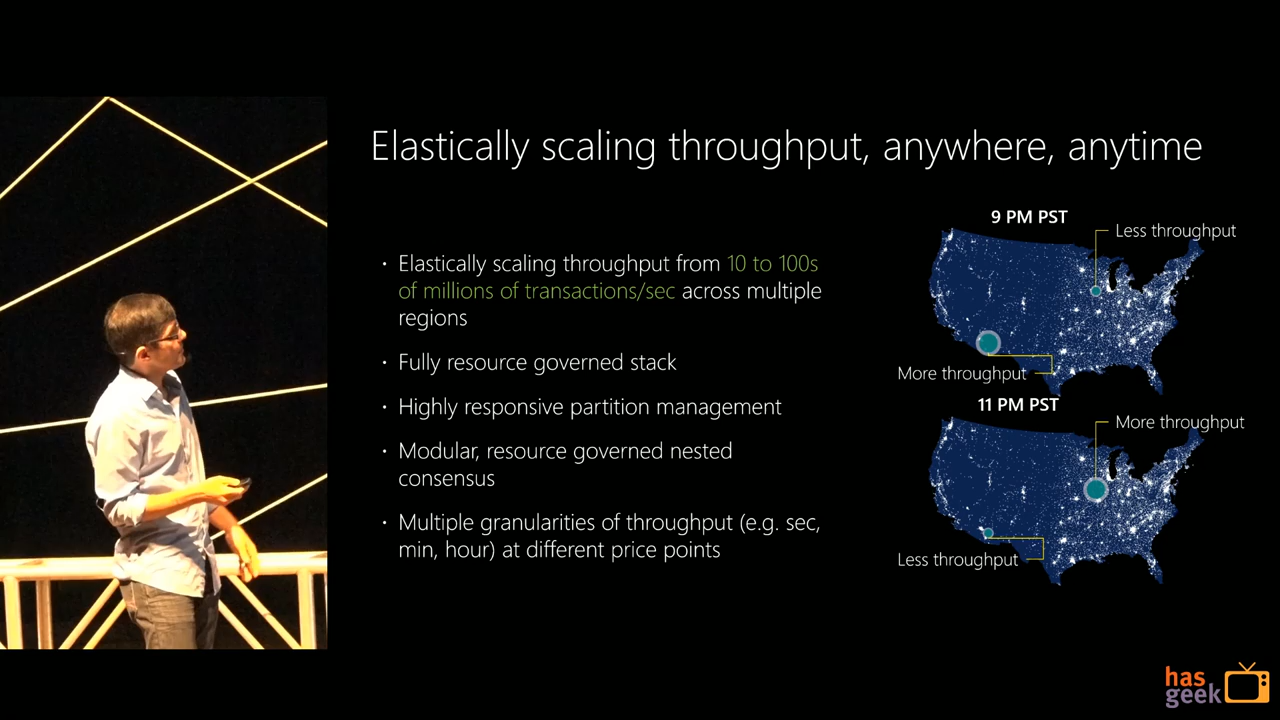 Elastically scaling throughput, anywhere, anytime
• Elastically scaling throughput from 10 to 100s
of millions of transactions/sec across multiple
regions
• Fully resource governed stack
• Highly responsive partition management
• Modular, resource governed nested
consensus
• Multiple granularities of throughput (e.g. sec,
min, hour) at different price points
9 PM PST
Less throughput
More throughput
11 PM PST
More throughput
Less throughput
has
geek